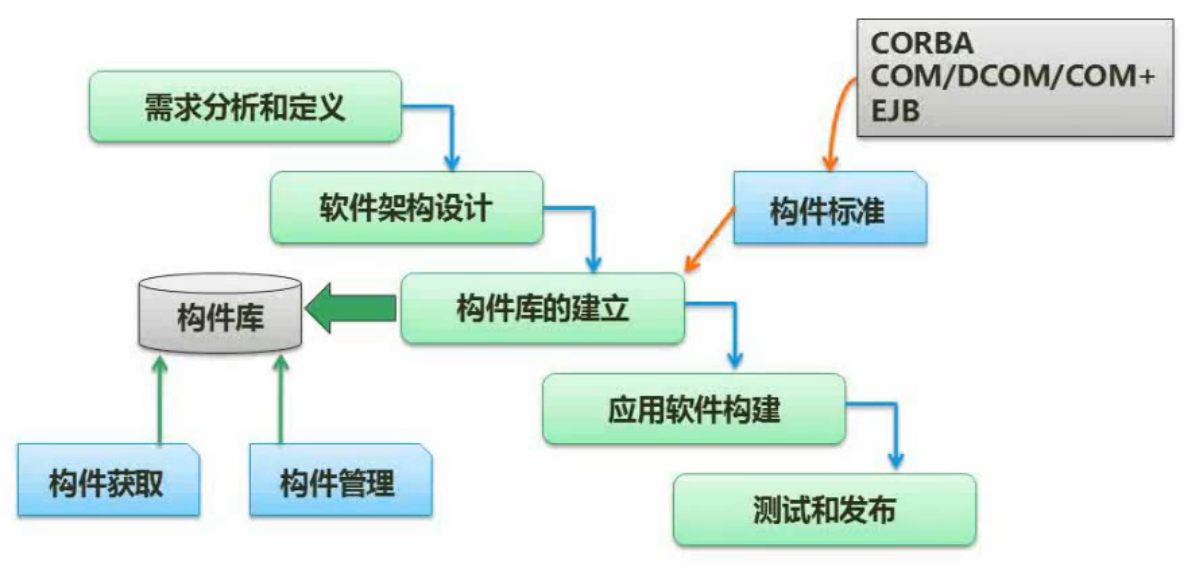 CORBA
COM/DCOM/COM+
EJB
需求分析和定义
软件架构设计
构件标准
构件库
构件库的建立
应用软件构建
构件获取
构件管理
测试和发布